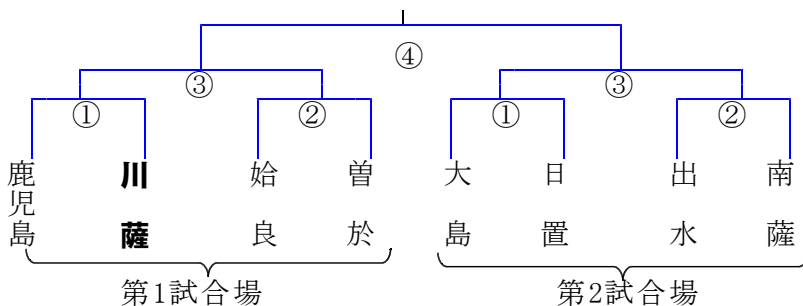 ④
③ ③
① ② ① ②
鹿児島 川薩 姶良 曽於 大島 日置 出水 南薩
第1試合場 第2試合場